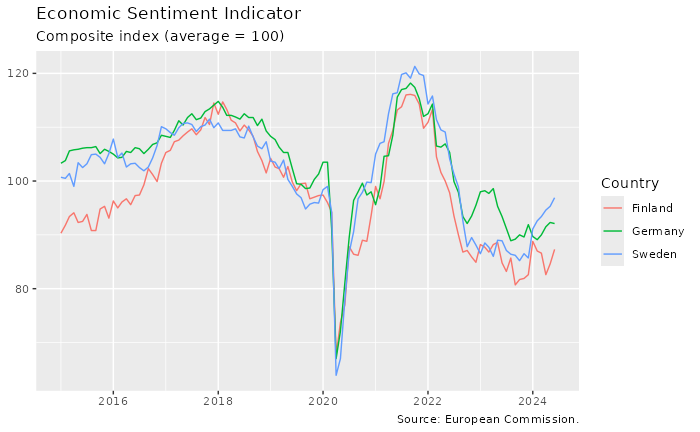 Economic Sentiment Indicator
Composite index (average = 100)
120
100
80
2016 2018 2020 2022 2024
Country
Finland
Germany
Sweden
Source: European Commission.